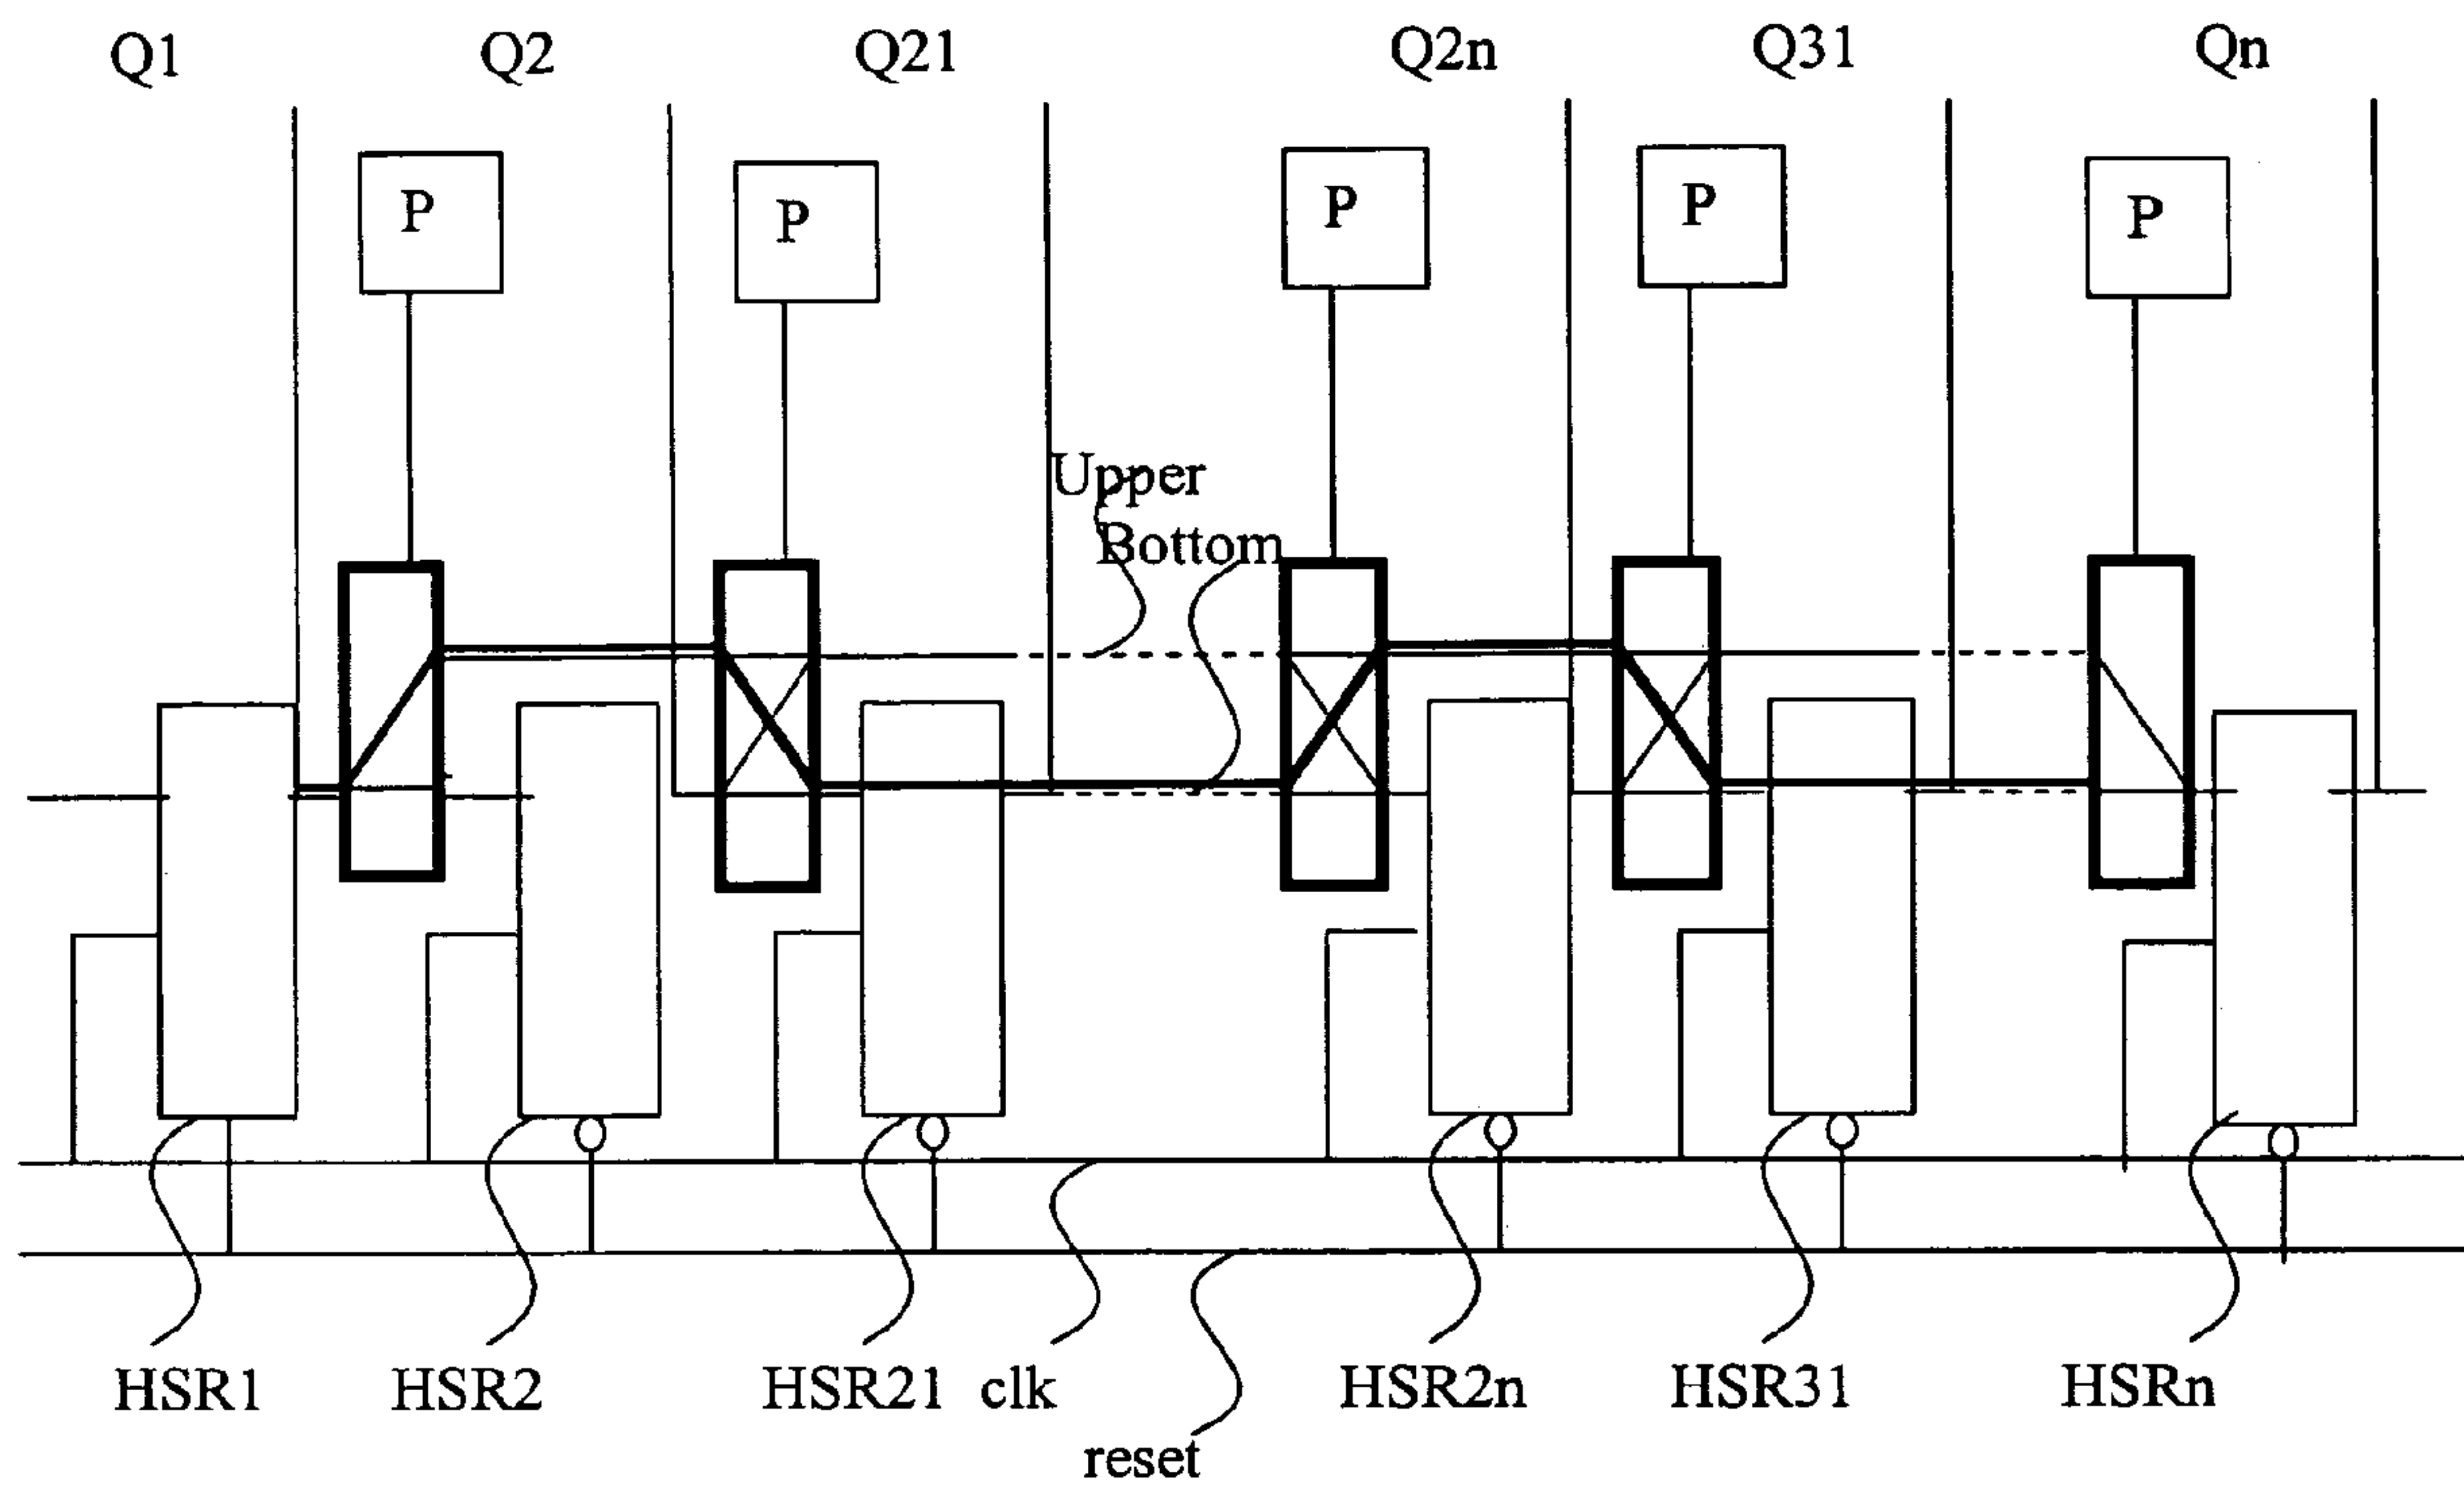 Q1 Q2 Q21 Q2n Q31 Qn
P P P P P P
Upper
Bottom
HSR1 HSR2 HSR21 clk HSR2n HSR31 HSRn
reset